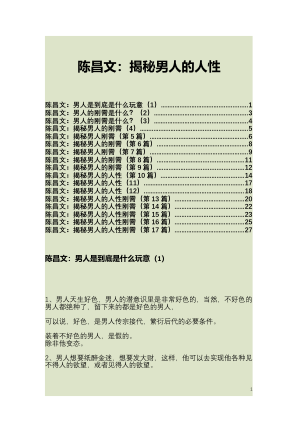 陈昌文：揭秘男人的人性
陈昌文：男人是到底是什么玩意（1）................................1
陈昌文：男人的刚需是什么？（2）................................3
陈昌文：男人的刚需是什么？（3）................................4
陈昌文：揭秘男人的刚需（4）................................5
陈昌文：揭秘男人刚需（第 5 篇）................................6
陈昌文：揭秘男人的刚需（第 6 篇）................................8
陈昌文：揭秘男人刚需（第 7 篇）................................9
陈昌文：揭秘男人的刚需（第 8 篇）................................11
陈昌文：揭秘男人的刚需（第 9 篇）................................12
陈昌文：揭秘男人的人性（第 10 篇）................................14
陈昌文：揭秘男人的人性（11）................................17
陈昌文：揭秘男人的人性（12）................................18
陈昌文：揭秘男人的人性刚需（第 13 篇）................................20
陈昌文：揭秘男人的人性刚需（第 14 篇）................................22
陈昌文：揭秘男人的人性刚需（第 15 篇）................................23
陈昌文：揭秘男人的人性刚需（第 16 篇）................................25
陈昌文：揭秘男人的人性刚需（第 17 篇）................................27
陈昌文：男人是到底是什么玩意（1）
1、男人天生好色，男人的潜意识里是非常好色的，当然，不好色的
男人都绝种了，留下来的都是好色的男人，
可以说，好色，是男人传宗接代，繁衍后代的必要条件。
装着不好色的男人，是假的。
除非他变态。
2、男人想要纸醉金迷，想要发大财，这样，他可以去实现他各种见
不得人的欲望，或者见得人的欲望。
1